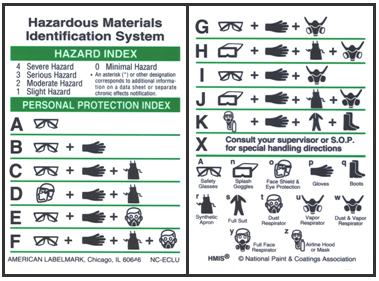 Hazardous Materials
Identification System
HAZARD INDEX
4 Severe Hazard
3 Serious Hazard
2 Moderate Hazard
1 Slight Hazard
0 Minimal Hazard
• An asterisk (*) or other designation
corresponds to additional informa-
tion on a data sheet or separate
chronic effects notification.
PERSONAL PROTECTION INDEX
A
B +
C + +
D + +
E + +
F + + +
AMERICAN LABELMARK, Chicago, IL 60646 NC-ECLU
G + +
H + + +
I + +
J + + +
K + + +
X Consult your supervisor or S.O.P.
for special handling directions
A
Safety
Glasses
n
Splash
Goggles
o
Face Shield &
Eye Protection
p
Gloves
q
Boots
r
Synthetic
Apron
s
Full Suit
t
Dust
Respirator
u
Vapor
Respirator
w
Dust & Vapor
Respirator
y
Full Face
Respirator
z
Airline Hood
or Mask
HMIS® © National Paint & Coatings Association